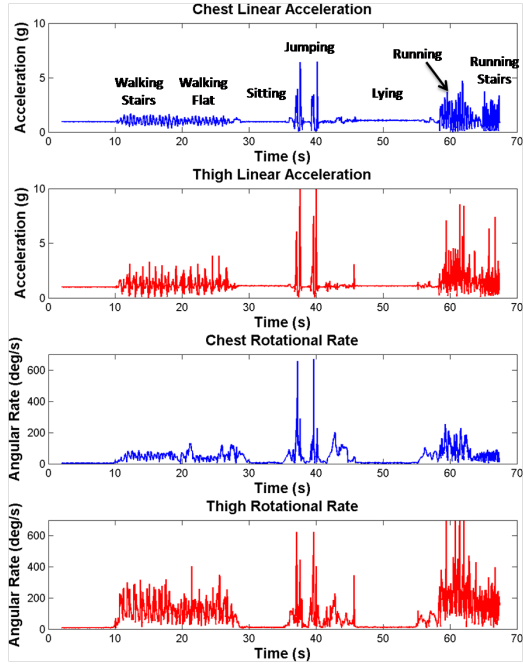 Chest Linear Acceleration
Acceleration (g)
10
5
0
Walking
Stairs
Walking
Flat
Sitting
Jumping
Lying
Running
Running
Stairs
0 10 20 30 40 50 60 70
Time (s)
Thigh Linear Acceleration
Acceleration (g)
10
5
0
0 10 20 30 40 50 60 70
Time (s)
Chest Rotational Rate
Angular Rate (deg/s)
600
400
200
0
0 10 20 30 40 50 60 70
Time (s)
Thigh Rotational Rate
Angular Rate (deg/s)
600
400
200
0
0 10 20 30 40 50 60 70
Time (s)